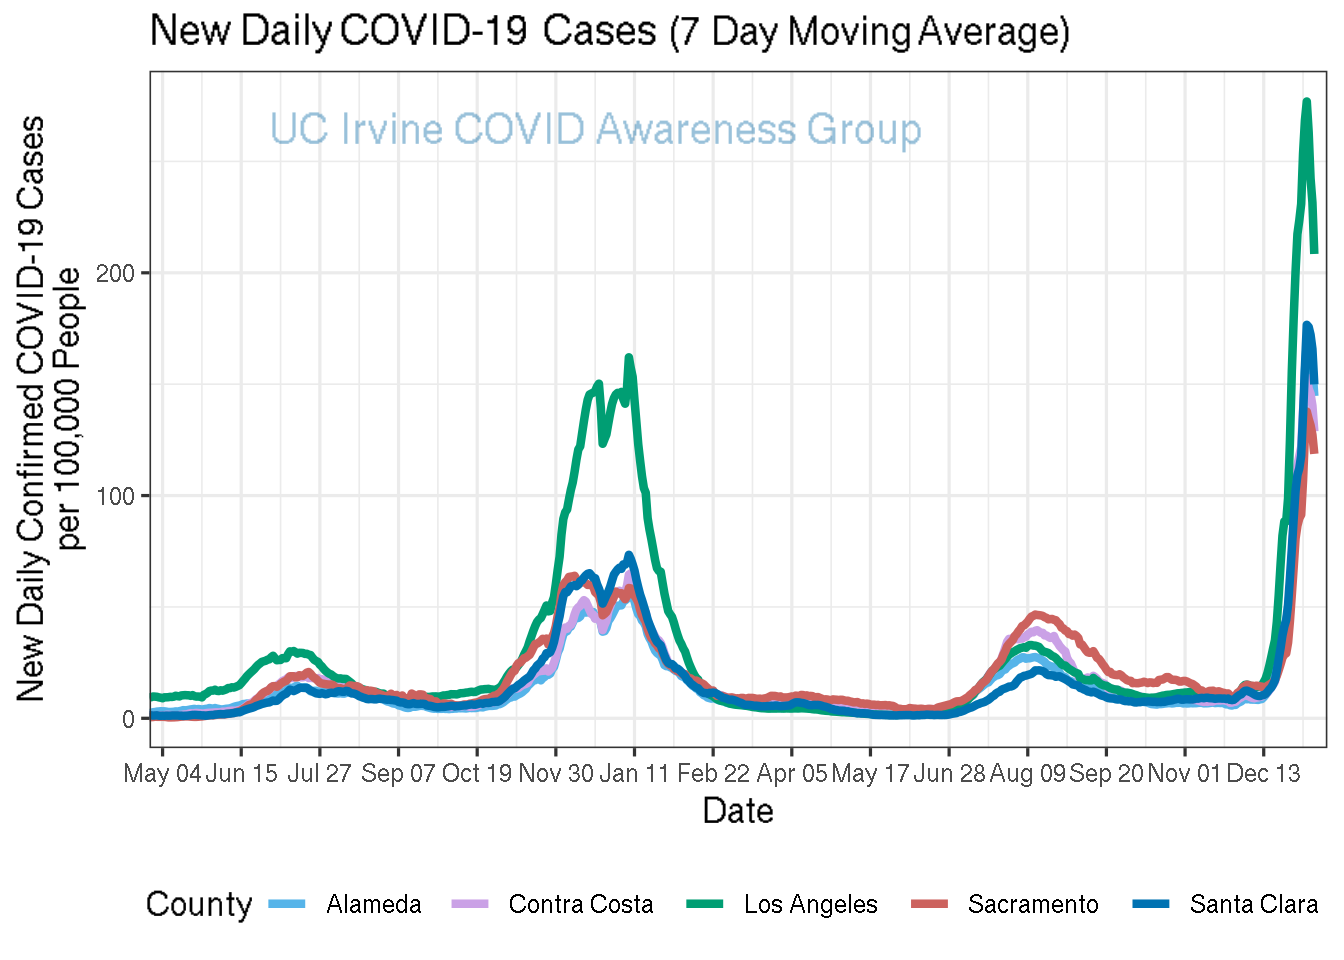 New Daily COVID-19 Cases (7 Day Moving Average)
UC Irvine COVID Awareness Group
New Daily Confirmed COVID-19 Cases
per 100,000 People
200
100
0
May 04 Jun 15 Jul 27 Sep 07 Oct 19 Nov 30 Jan 11 Feb 22 Apr 05 May 17 Jun 28 Aug 09 Sep 20 Nov 01 Dec 13
Date
County Alameda Contra Costa Los Angeles Sacramento Santa Clara